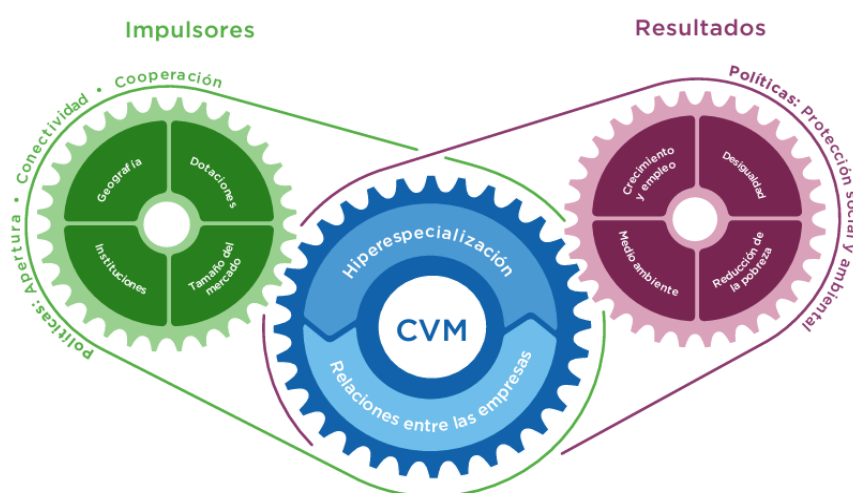 Impulsores
Resultados
Políticas: Apertura • Conectividad • Cooperación
Políticas: Protección social y ambiental
Geografía
Dotaciones
Instituciones
Tamaño del
mercado
Hiperespecialización
CVM
Relaciones entre las empresas
Crecimiento
y empleo
Desigualdad
Medio ambiente
Reducción de
la pobreza